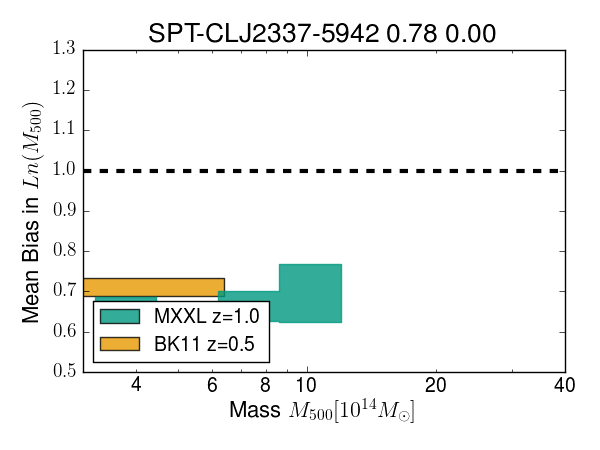 SPT-CLJ2337-5942 0.78 0.00
1.3
1.2
1.1
1.0
0.9
0.8
0.7
0.6
0.5
Mean Bias in Ln(M500)
MXXL z=1.0
BK11 z=0.5
4 6 8 10 20 40
Mass M500[10^14M⊙]